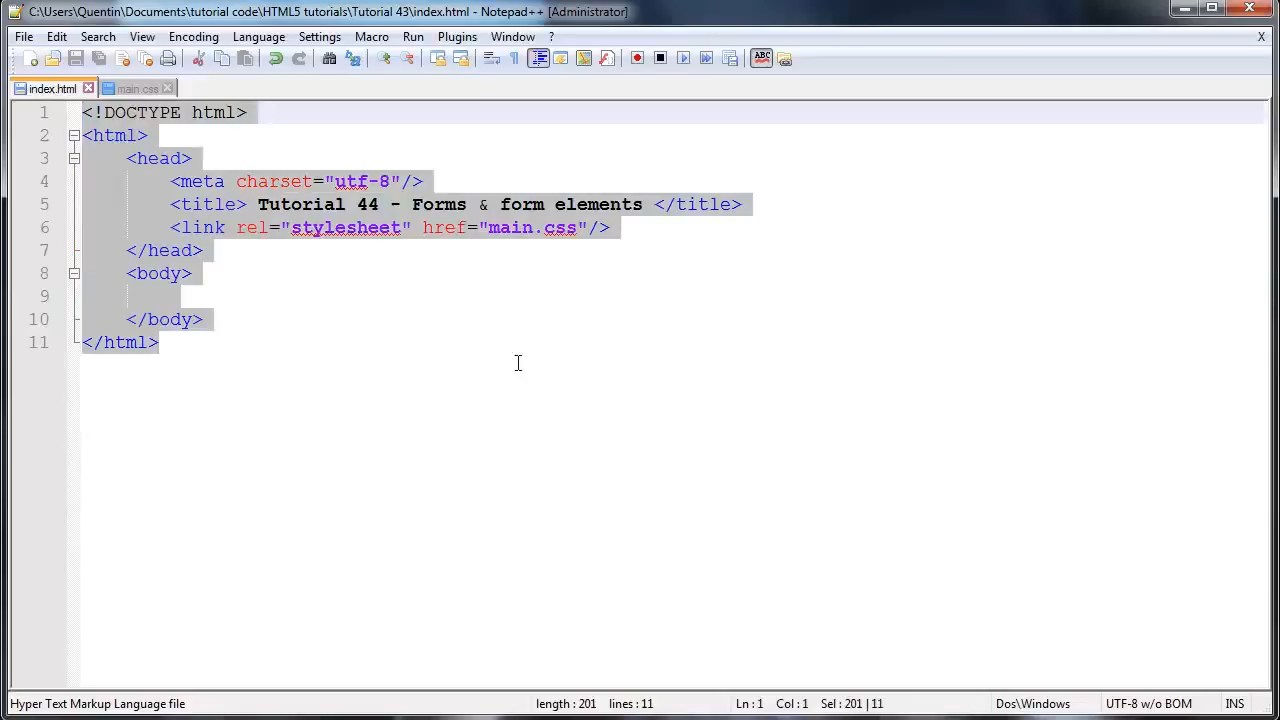 C:\Users\Quentin\Documents\tutorial code\HTML5 tutorials\Tutorial 43\index.html - Notepad++ [Administrator]
File Edit Search View Encoding Language Settings Macro Run Plugins Window ? X
ABC
index.html main.css
1 <!DOCTYPE html>
2 <html>
3 <head>
4 <meta charset="utf-8"/>
5 <title> Tutorial 44 - Forms & form elements </title>
6 <link rel="stylesheet" href="main.css"/>
7 </head>
8 <body>
9
10 </body>
11 </html>
Hyper Text Markup Language file length : 201 lines : 11 Ln : 1 Col : 1 Sel : 201 | 11 Dos\Windows UTF-8 w/o BOM INS